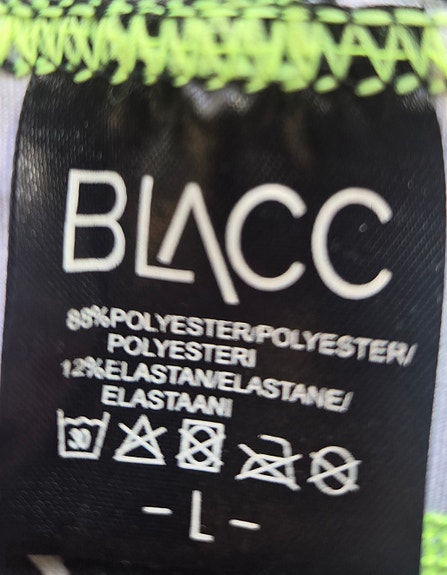 BLACC
88%POLYESTER/POLYESTER/
POLYESTERI
12%ELASTAN/ELASTANE/
ELASTAANI
30
- L -